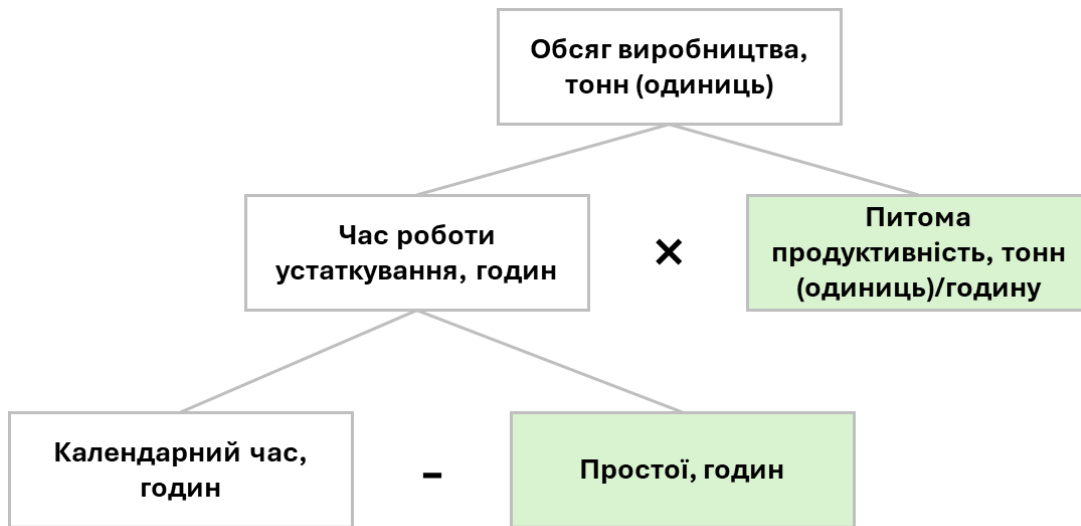 Обсяг виробництва,
тонн (одиниць)
Час роботи
устаткування, годин
×
Питома
продуктивність, тонн
(одиниць)/годину
Календарний час,
годин
–
Простої, годин